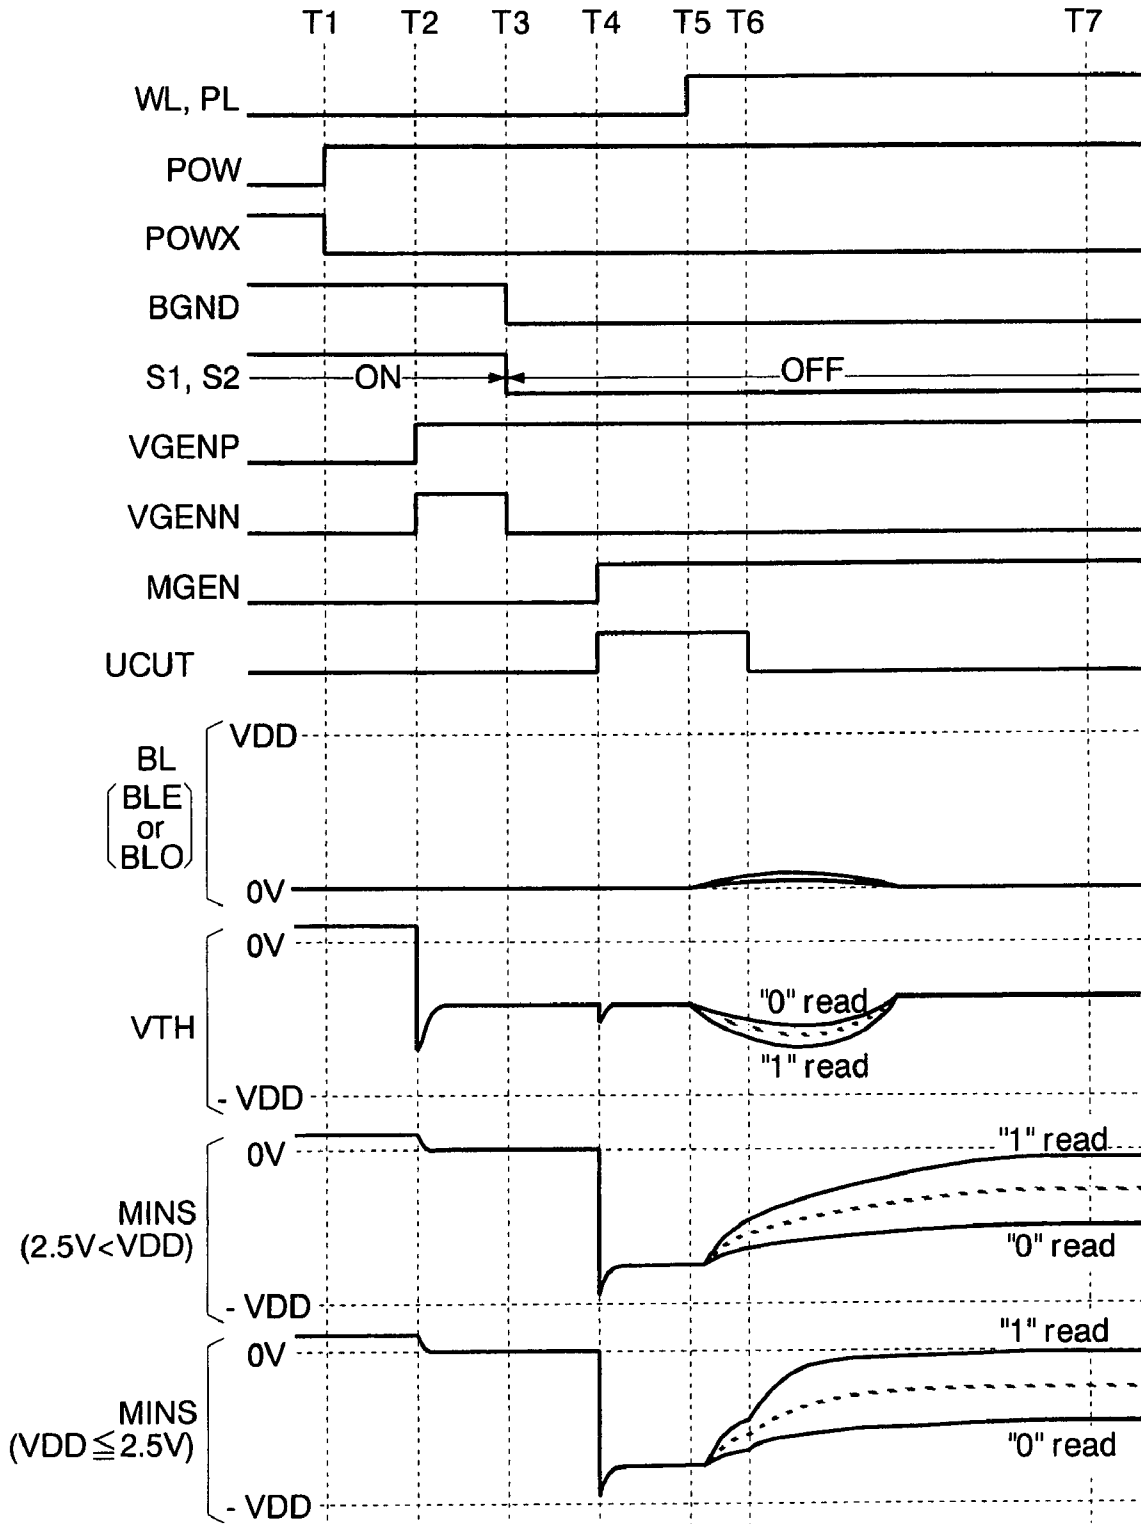 T1 T2 T3 T4 T5 T6 T7
WL, PL
POW
POWX
BGND
S1, S2 ON OFF
VGENP
VGENN
MGEN
UCUT
VDD
BL
(BLE
or
BLO)
0V
0V
"0" read
VTH
"1" read
- VDD
"1" read
0V
MINS
(2.5V<VDD)
"0" read
- VDD
"1" read
0V
MINS
(VDD≦2.5V)
"0" read
- VDD